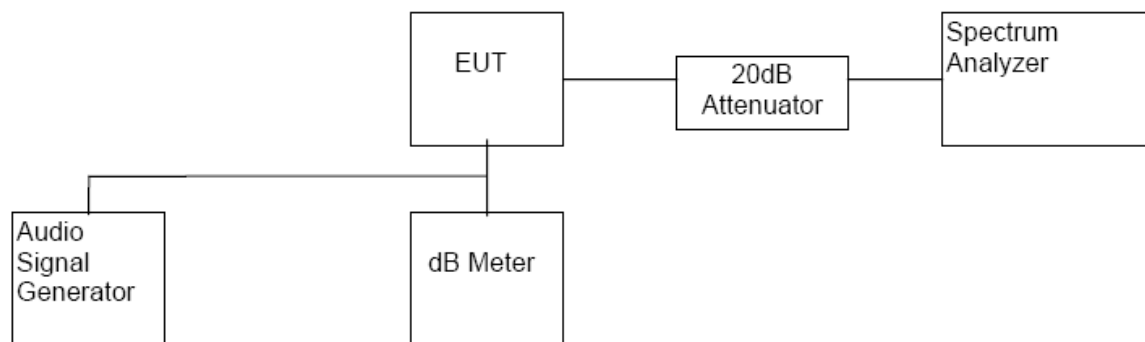 EUT
20dB
Attenuator
Spectrum
Analyzer
Audio
Signal
Generator
dB Meter